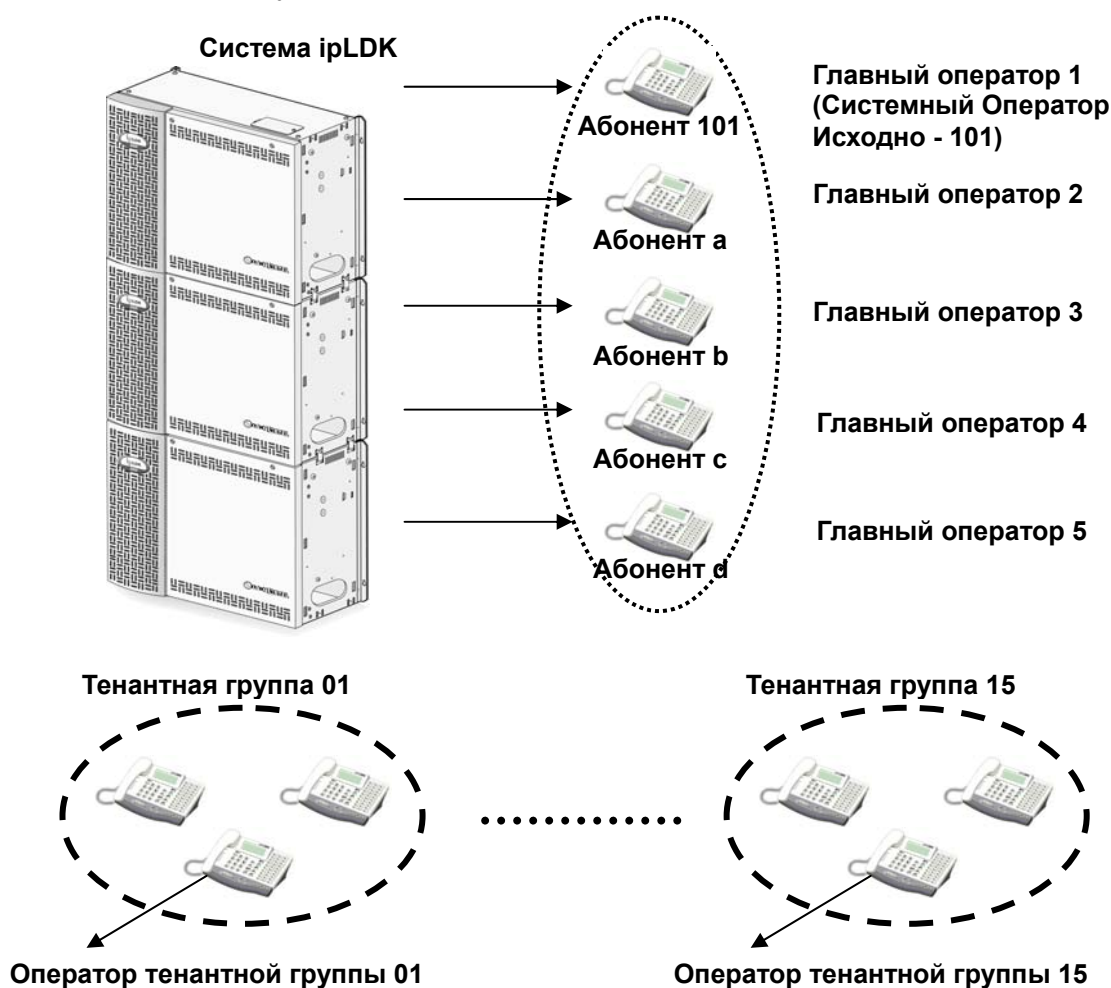 Система ipLDK
Абонент 101
Главный оператор 1
(Системный Оператор
Исходно - 101)
Абонент a
Главный оператор 2
Абонент b
Главный оператор 3
Абонент c
Главный оператор 4
Абонент d
Главный оператор 5
Тенантная группа 01
Тенантная группа 15
Оператор тенантной группы 01
Оператор тенантной группы 15